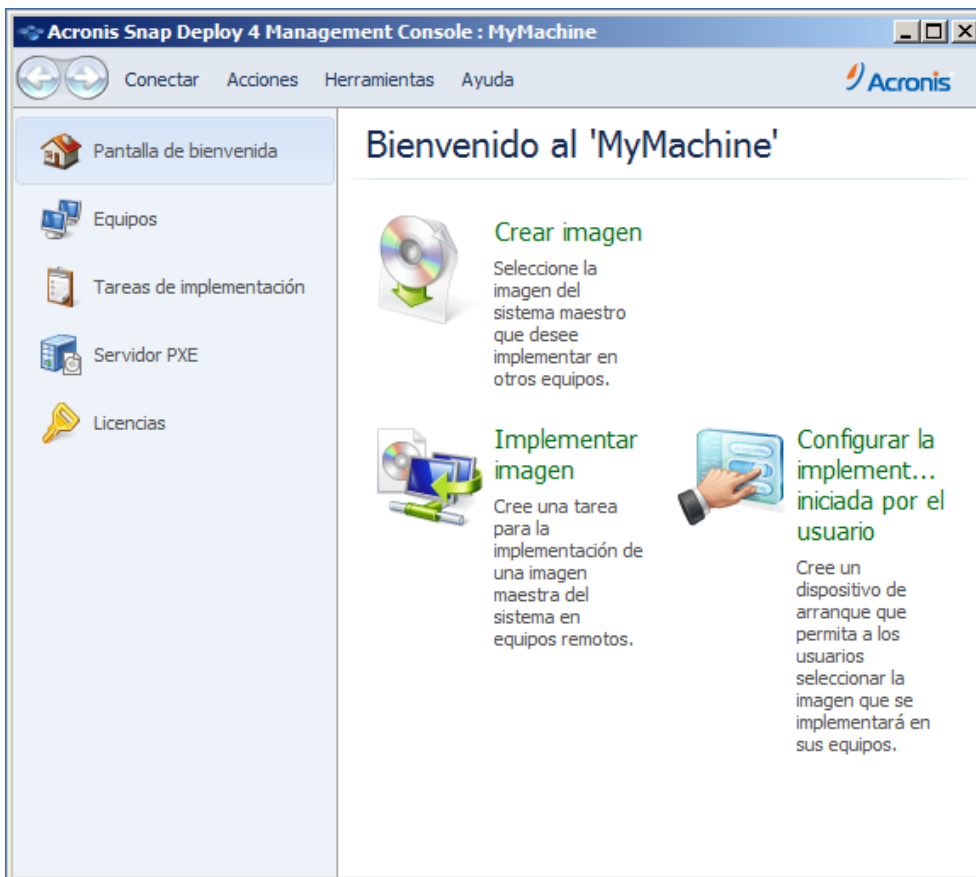 Acronis Snap Deploy 4 Management Console : MyMachine
Conectar Acciones Herramientas Ayuda
Acronis
Pantalla de bienvenida
Equipos
Tareas de implementación
Servidor PXE
Licencias
Bienvenido al 'MyMachine'
Crear imagen
Seleccione la
imagen del
sistema maestro
que desee
implementar en
otros equipos.
Implementar
imagen
Cree una tarea
para la
implementación de
una imagen
maestra del
sistema en
equipos remotos.
Configurar la
implement...
iniciada por el
usuario
Cree un
dispositivo de
arranque que
permita a los
usuarios
seleccionar la
imagen que se
implementará en
sus equipos.